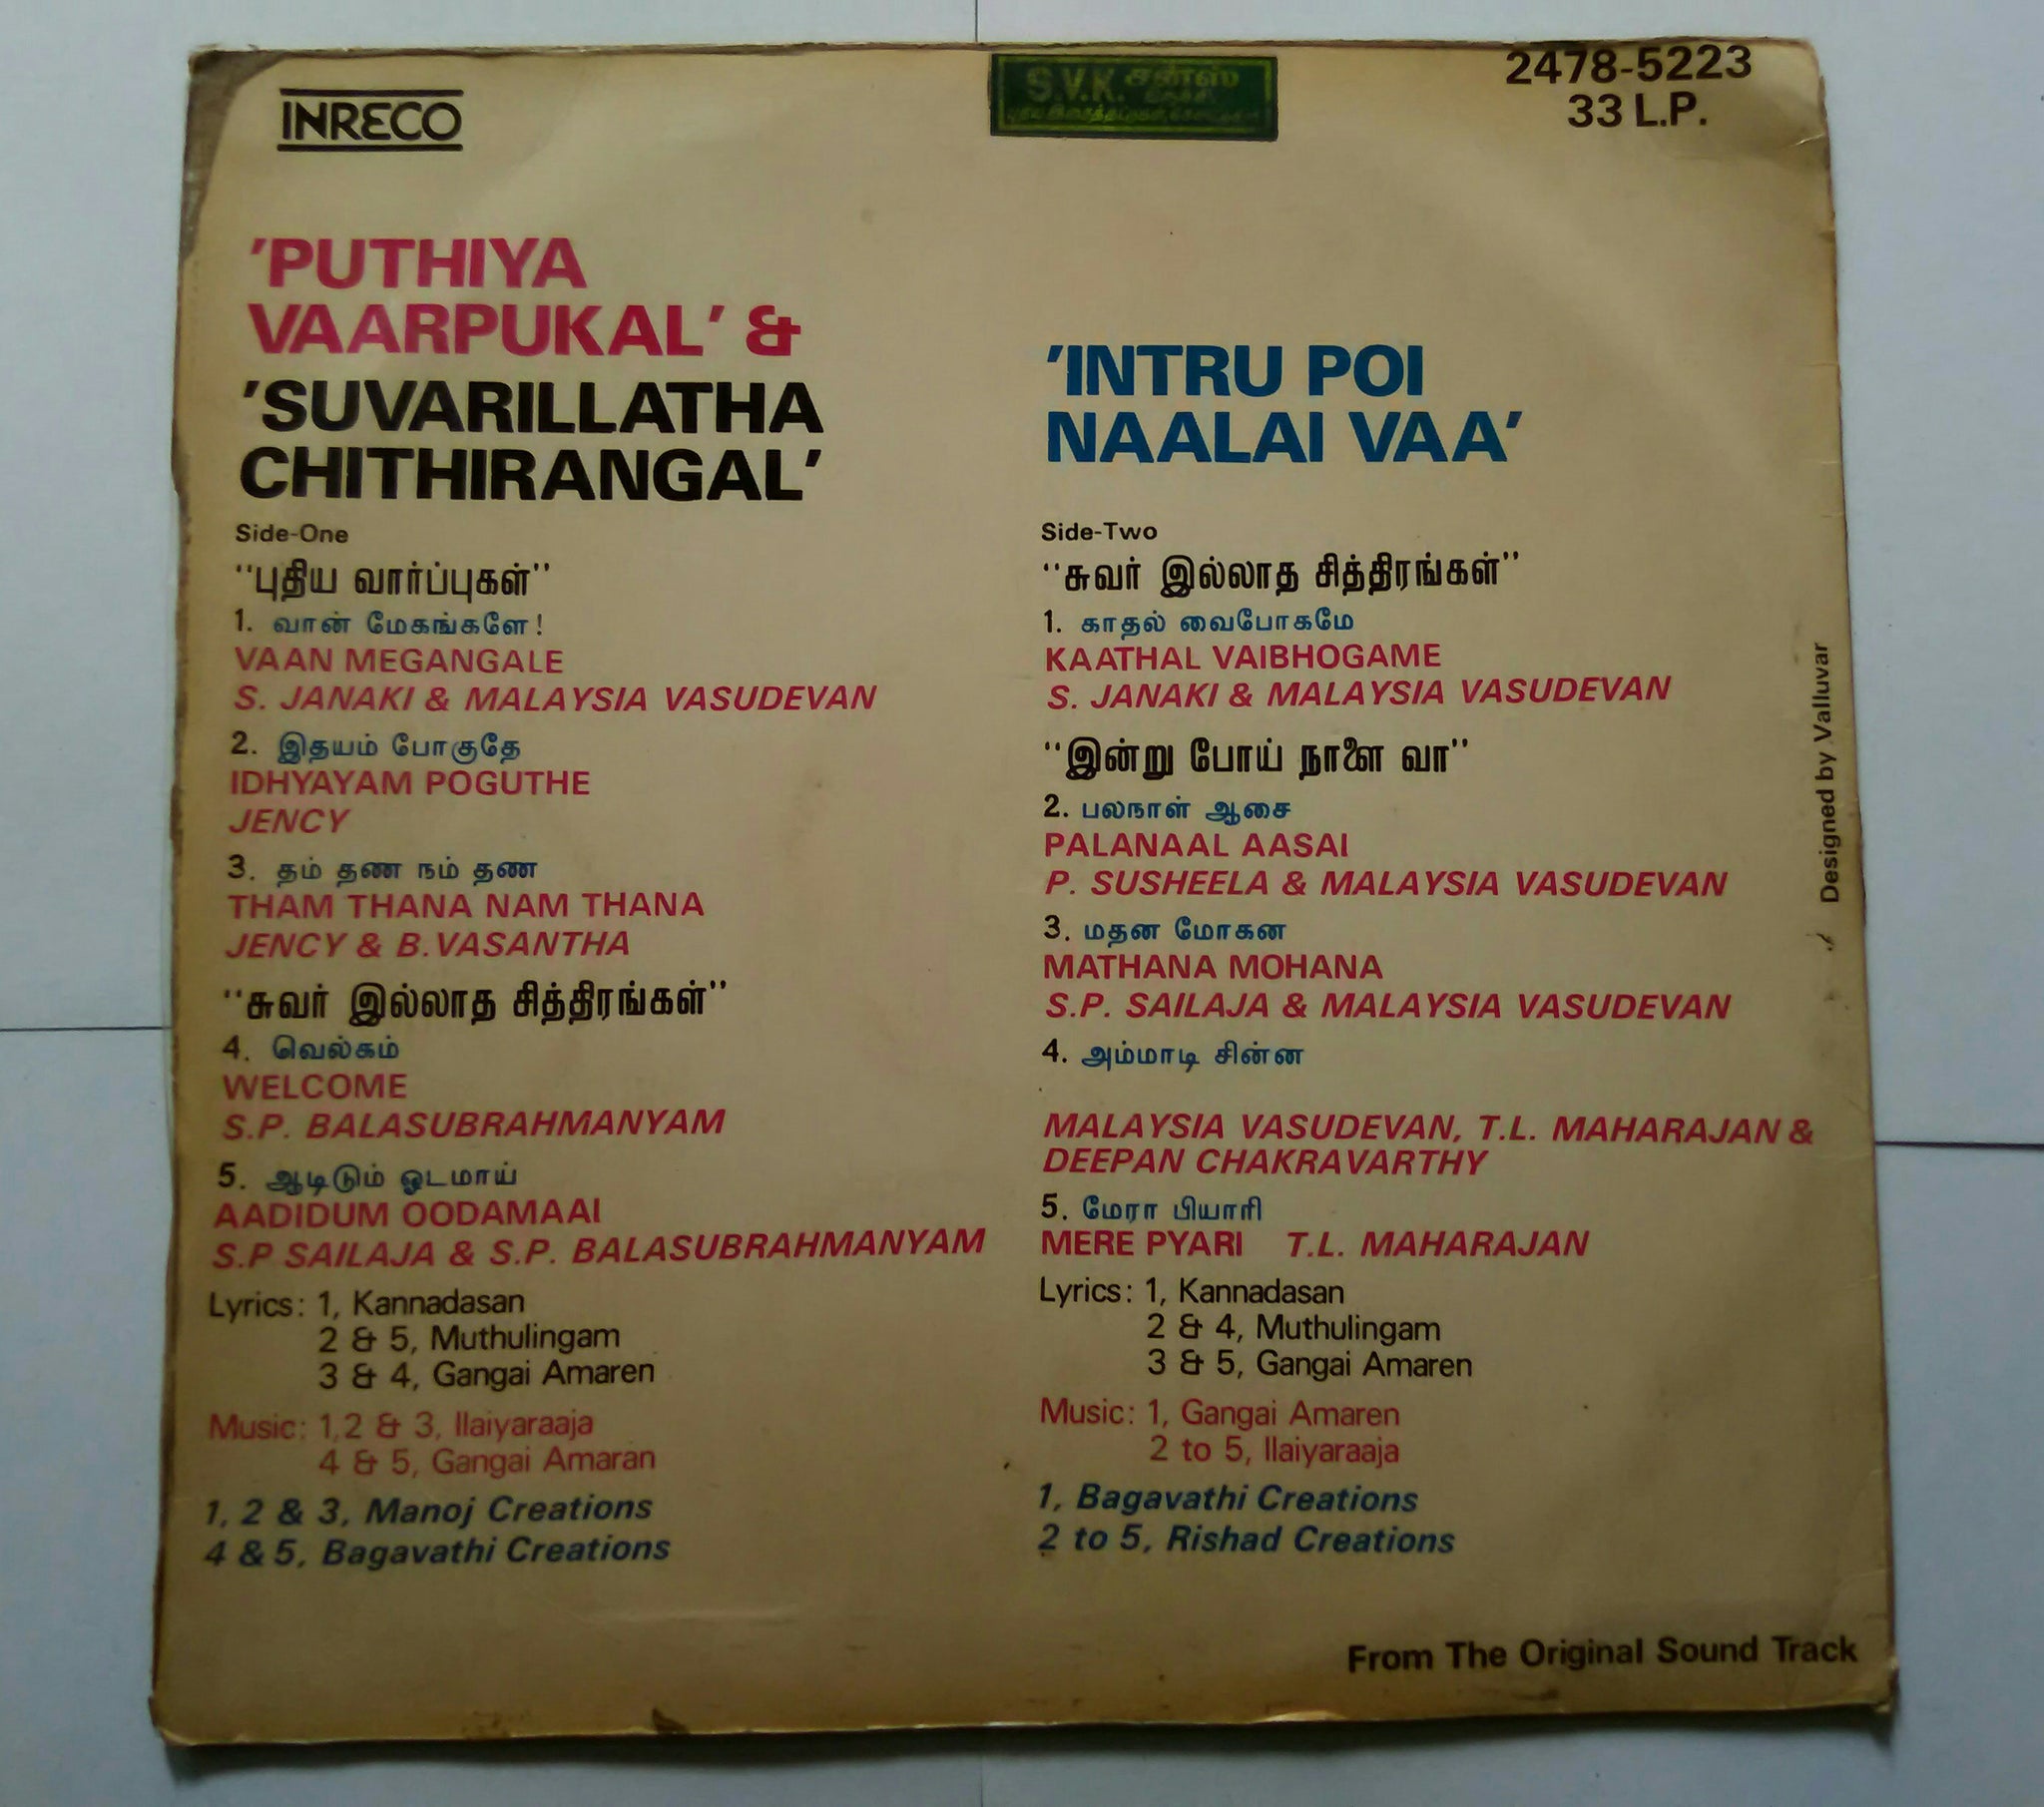 INRECO
S.V.K. சன்ஸ்
2478-5223
33 L.P.
'PUTHIYA
VAARPUKAL' &
'SUVARILLATHA
CHITHIRANGAL'
Side-One
"புதிய வார்ப்புகள்"
1. வான் மேகங்களே!
VAAN MEGANGALE
S. JANAKI & MALAYSIA VASUDEVAN
2. இதயம் போகுதே
IDHYAYAM POGUTHE
JENCY
3. தம் தண நம் தண
THAM THANA NAM THANA
JENCY & B.VASANTHA
"சுவர் இல்லாத சித்திரங்கள்"
4. வெல்கம்
WELCOME
S.P. BALASUBRAHMANYAM
5. ஆடிடும் ஓடமாய்
AADIDUM OODAMAAI
S.P SAILAJA & S.P. BALASUBRAHMANYAM
Lyrics: 1, Kannadasan
2 & 5, Muthulingam
3 & 4, Gangai Amaren
Music: 1,2 & 3, Ilaiyaraaja
4 & 5, Gangai Amaran
1, 2 & 3, Manoj Creations
4 & 5, Bagavathi Creations
'INTRU POI
NAALAI VAA'
Side-Two
"சுவர் இல்லாத சித்திரங்கள்"
1. காதல் வைபோகமே
KAATHAL VAIBHOGAME
S. JANAKI & MALAYSIA VASUDEVAN
"இன்று போய் நாளை வா"
2. பலநாள் ஆசை
PALANAAL AASAI
P. SUSHEELA & MALAYSIA VASUDEVAN
3. மதன மோகன
MATHANA MOHANA
S.P. SAILAJA & MALAYSIA VASUDEVAN
4. அம்மாடி சின்ன
MALAYSIA VASUDEVAN, T.L. MAHARAJAN &
DEEPAN CHAKRAVARTHY
5. மேரா பியாரி
MERE PYARI T.L. MAHARAJAN
Lyrics: 1, Kannadasan
2 & 4, Muthulingam
3 & 5, Gangai Amaren
Music: 1, Gangai Amaren
2 to 5, Ilaiyaraaja
1, Bagavathi Creations
2 to 5, Rishad Creations
Designed by Valluvar
From The Original Sound Track